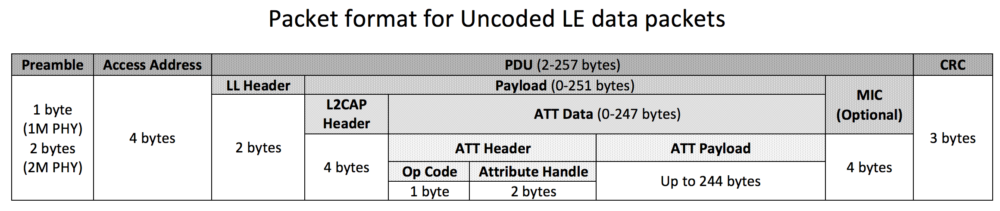 Packet format for Uncoded LE data packets
Preamble Access Address PDU (2-257 bytes) CRC
LL Header Payload (0-251 bytes)
1 byte
(1M PHY)
2 bytes
(2M PHY)
4 bytes
2 bytes
L2CAP
Header
4 bytes
ATT Data (0-247 bytes)
ATT Header ATT Payload
Op Code Attribute Handle
1 byte 2 bytes
Up to 244 bytes
MIC
(Optional)
4 bytes
3 bytes